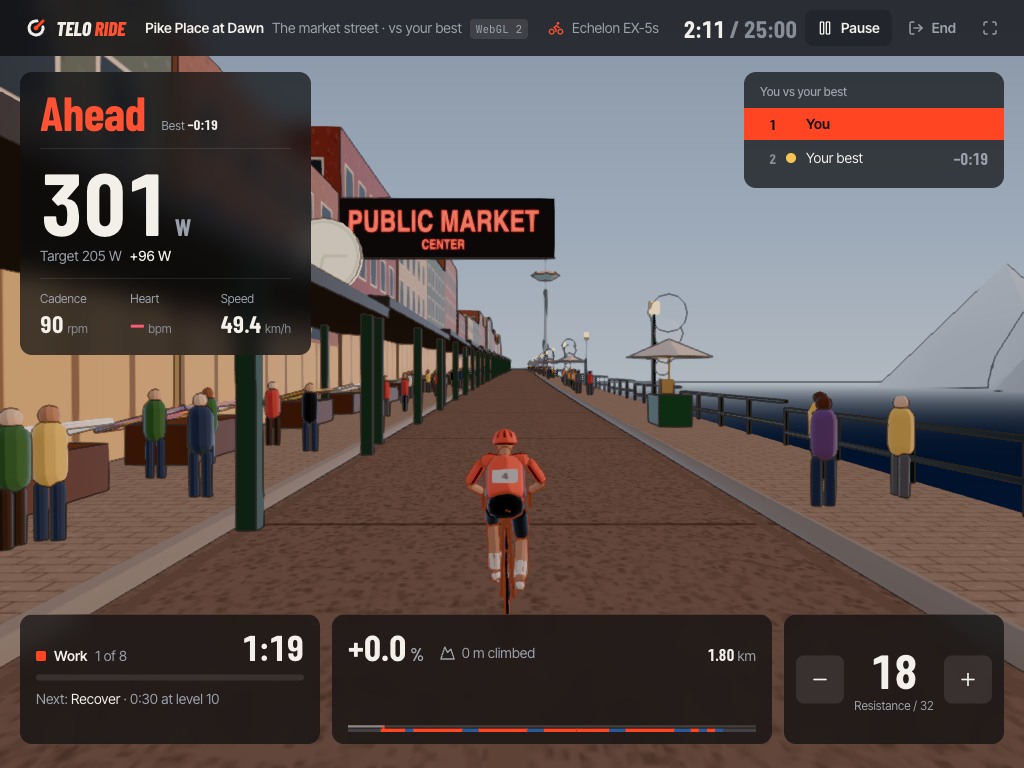 TELO RIDE Pike Place at Dawn The market street · vs your best WebGL 2 Echelon EX-5s 2:11 / 25:00 Pause End
Ahead Best −0:19
301 W
Target 205 W +96 W
Cadence Heart Speed
90 rpm – bpm 49.4 km/h
You vs your best
1 You
2 Your best −0:19
PUBLIC MARKET
CENTER
4
Work 1 of 8 1:19
Next: Recover · 0:30 at level 10
+0.0 % 0 m climbed 1.80 km
− 18 +
Resistance / 32